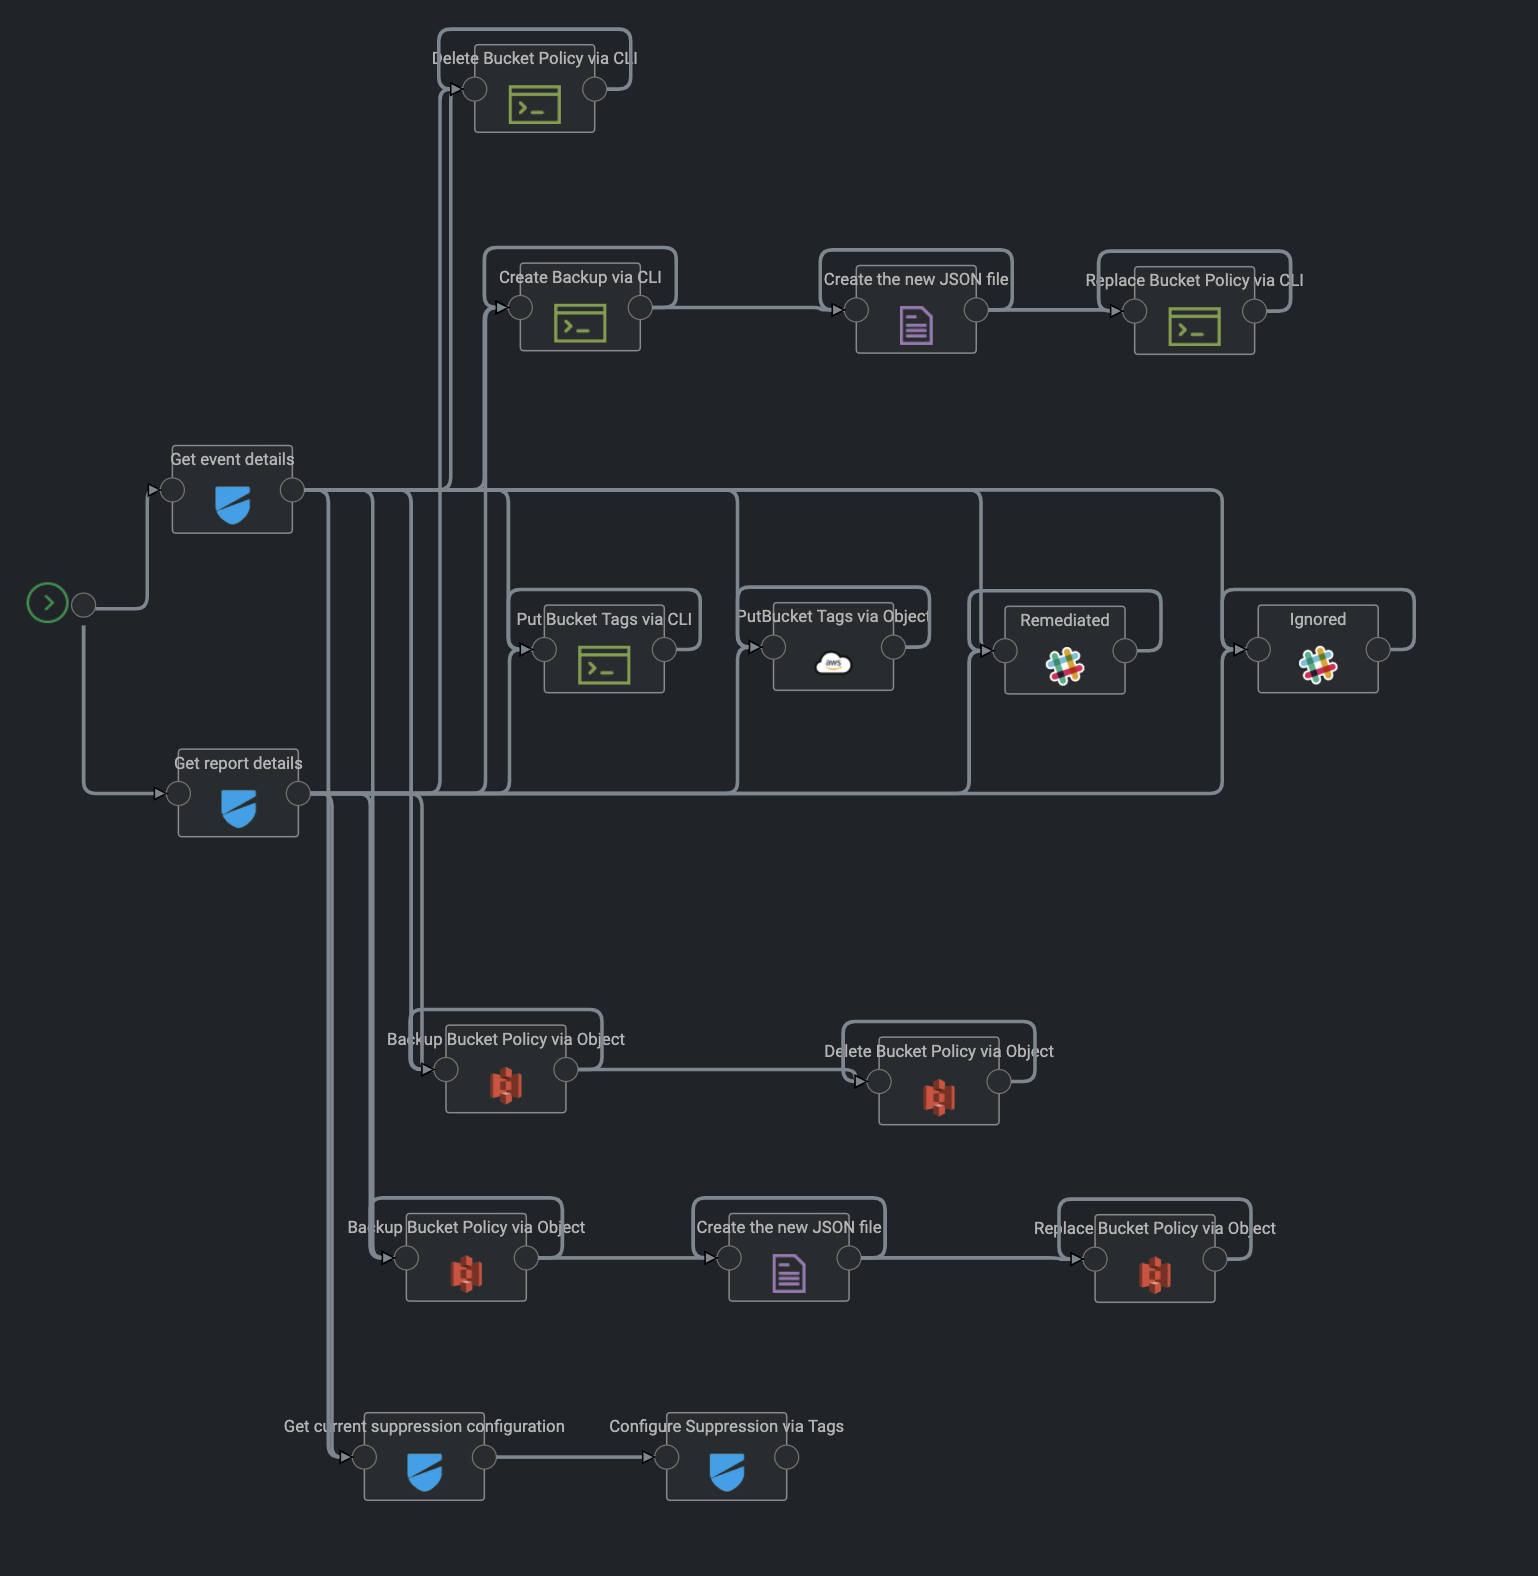 Delete Bucket Policy via CLI
Create Backup via CLI
Create the new JSON file
Replace Bucket Policy via CLI
Get event details
Put Bucket Tags via CLI
PutBucket Tags via Object
aws
Remediated
Ignored
Get report details
Backup Bucket Policy via Object
Delete Bucket Policy via Object
Backup Bucket Policy via Object
Create the new JSON file
Replace Bucket Policy via Object
Get current suppression configuration
Configure Suppression via Tags